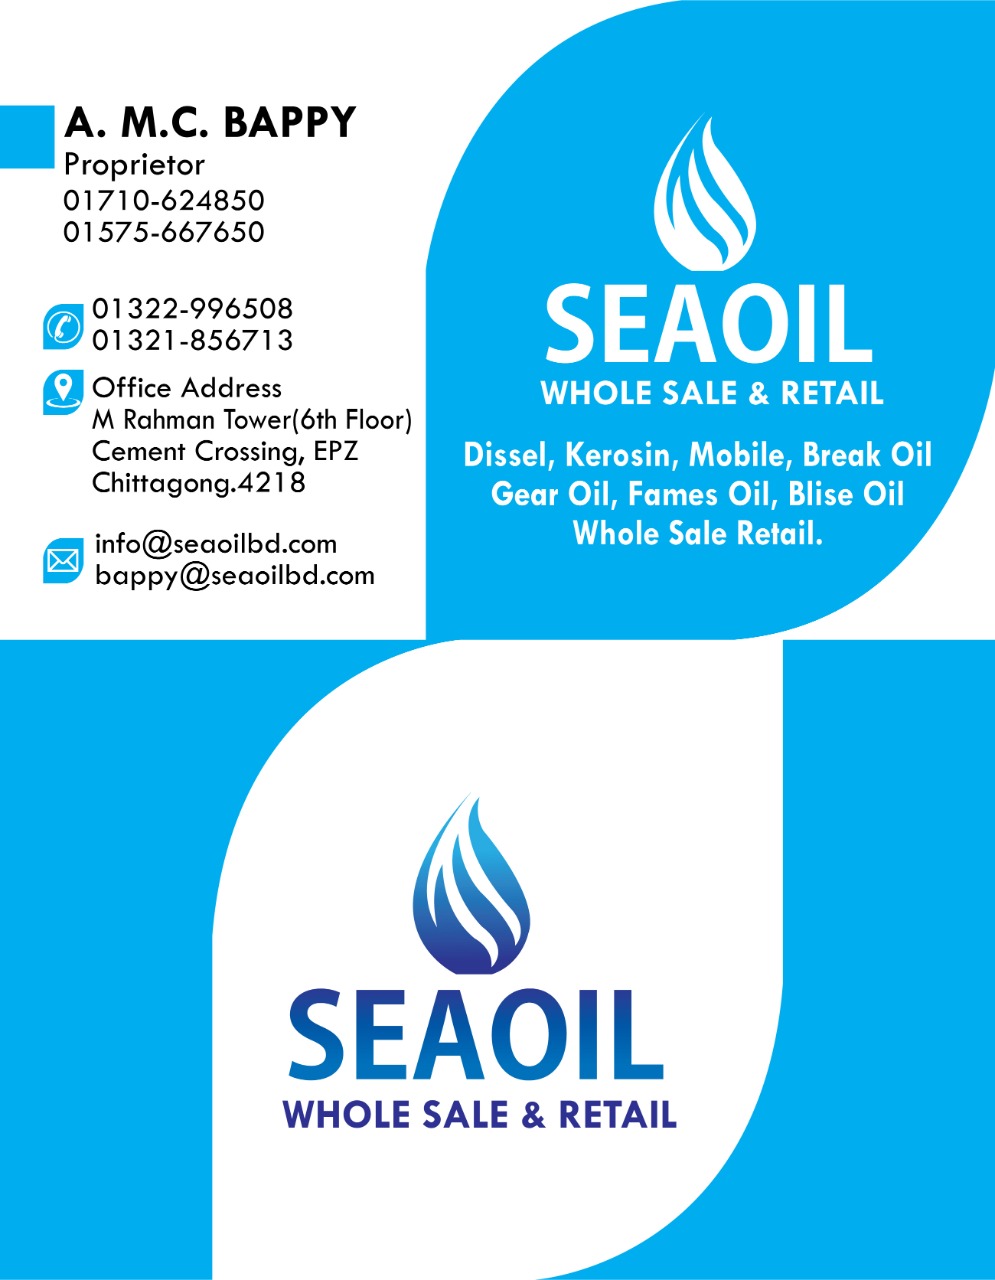 A. M.C. BAPPY
Proprietor
01710-624850
01575-667650
01322-996508
01321-856713
Office Address
M Rahman Tower(6th Floor)
Cement Crossing, EPZ
Chittagong.4218
info@seaoilbd.com
bappy@seaoilbd.com
SEAOIL
WHOLE SALE & RETAIL
Dissel, Kerosin, Mobile, Break Oil
Gear Oil, Fames Oil, Blise Oil
Whole Sale Retail.
SEAOIL
WHOLE SALE & RETAIL